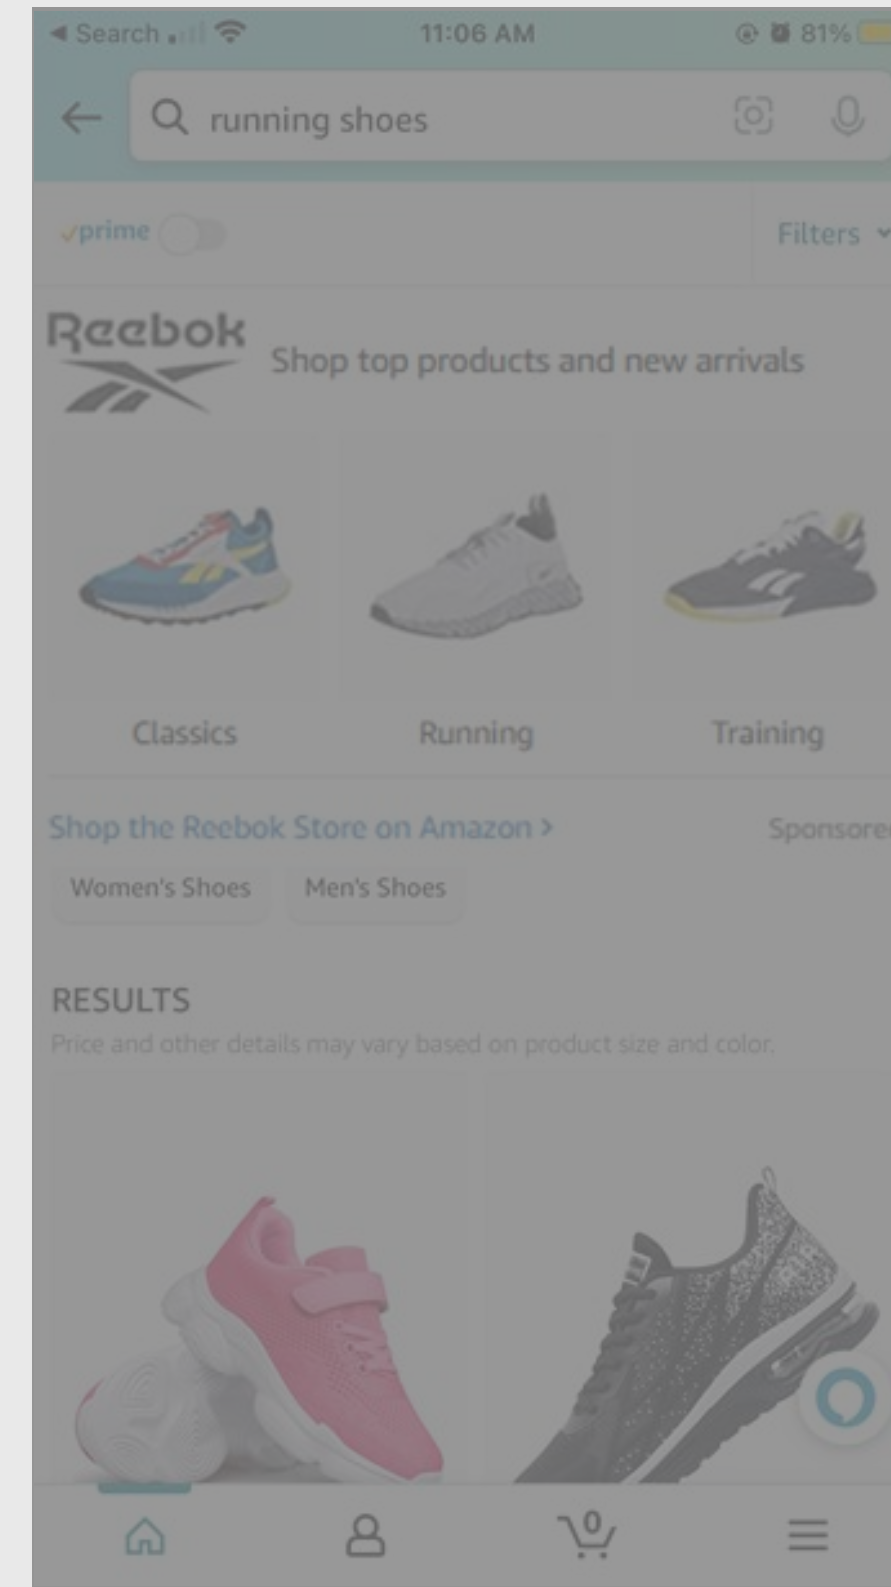 Search 11:06 AM 81%
running shoes
prime Filters
Reebok
Shop top products and new arrivals
Classics Running Training
Shop the Reebok Store on Amazon Sponsore
Women's Shoes Men's Shoes
RESULTS
Price and other details may vary based on product size and color.
0